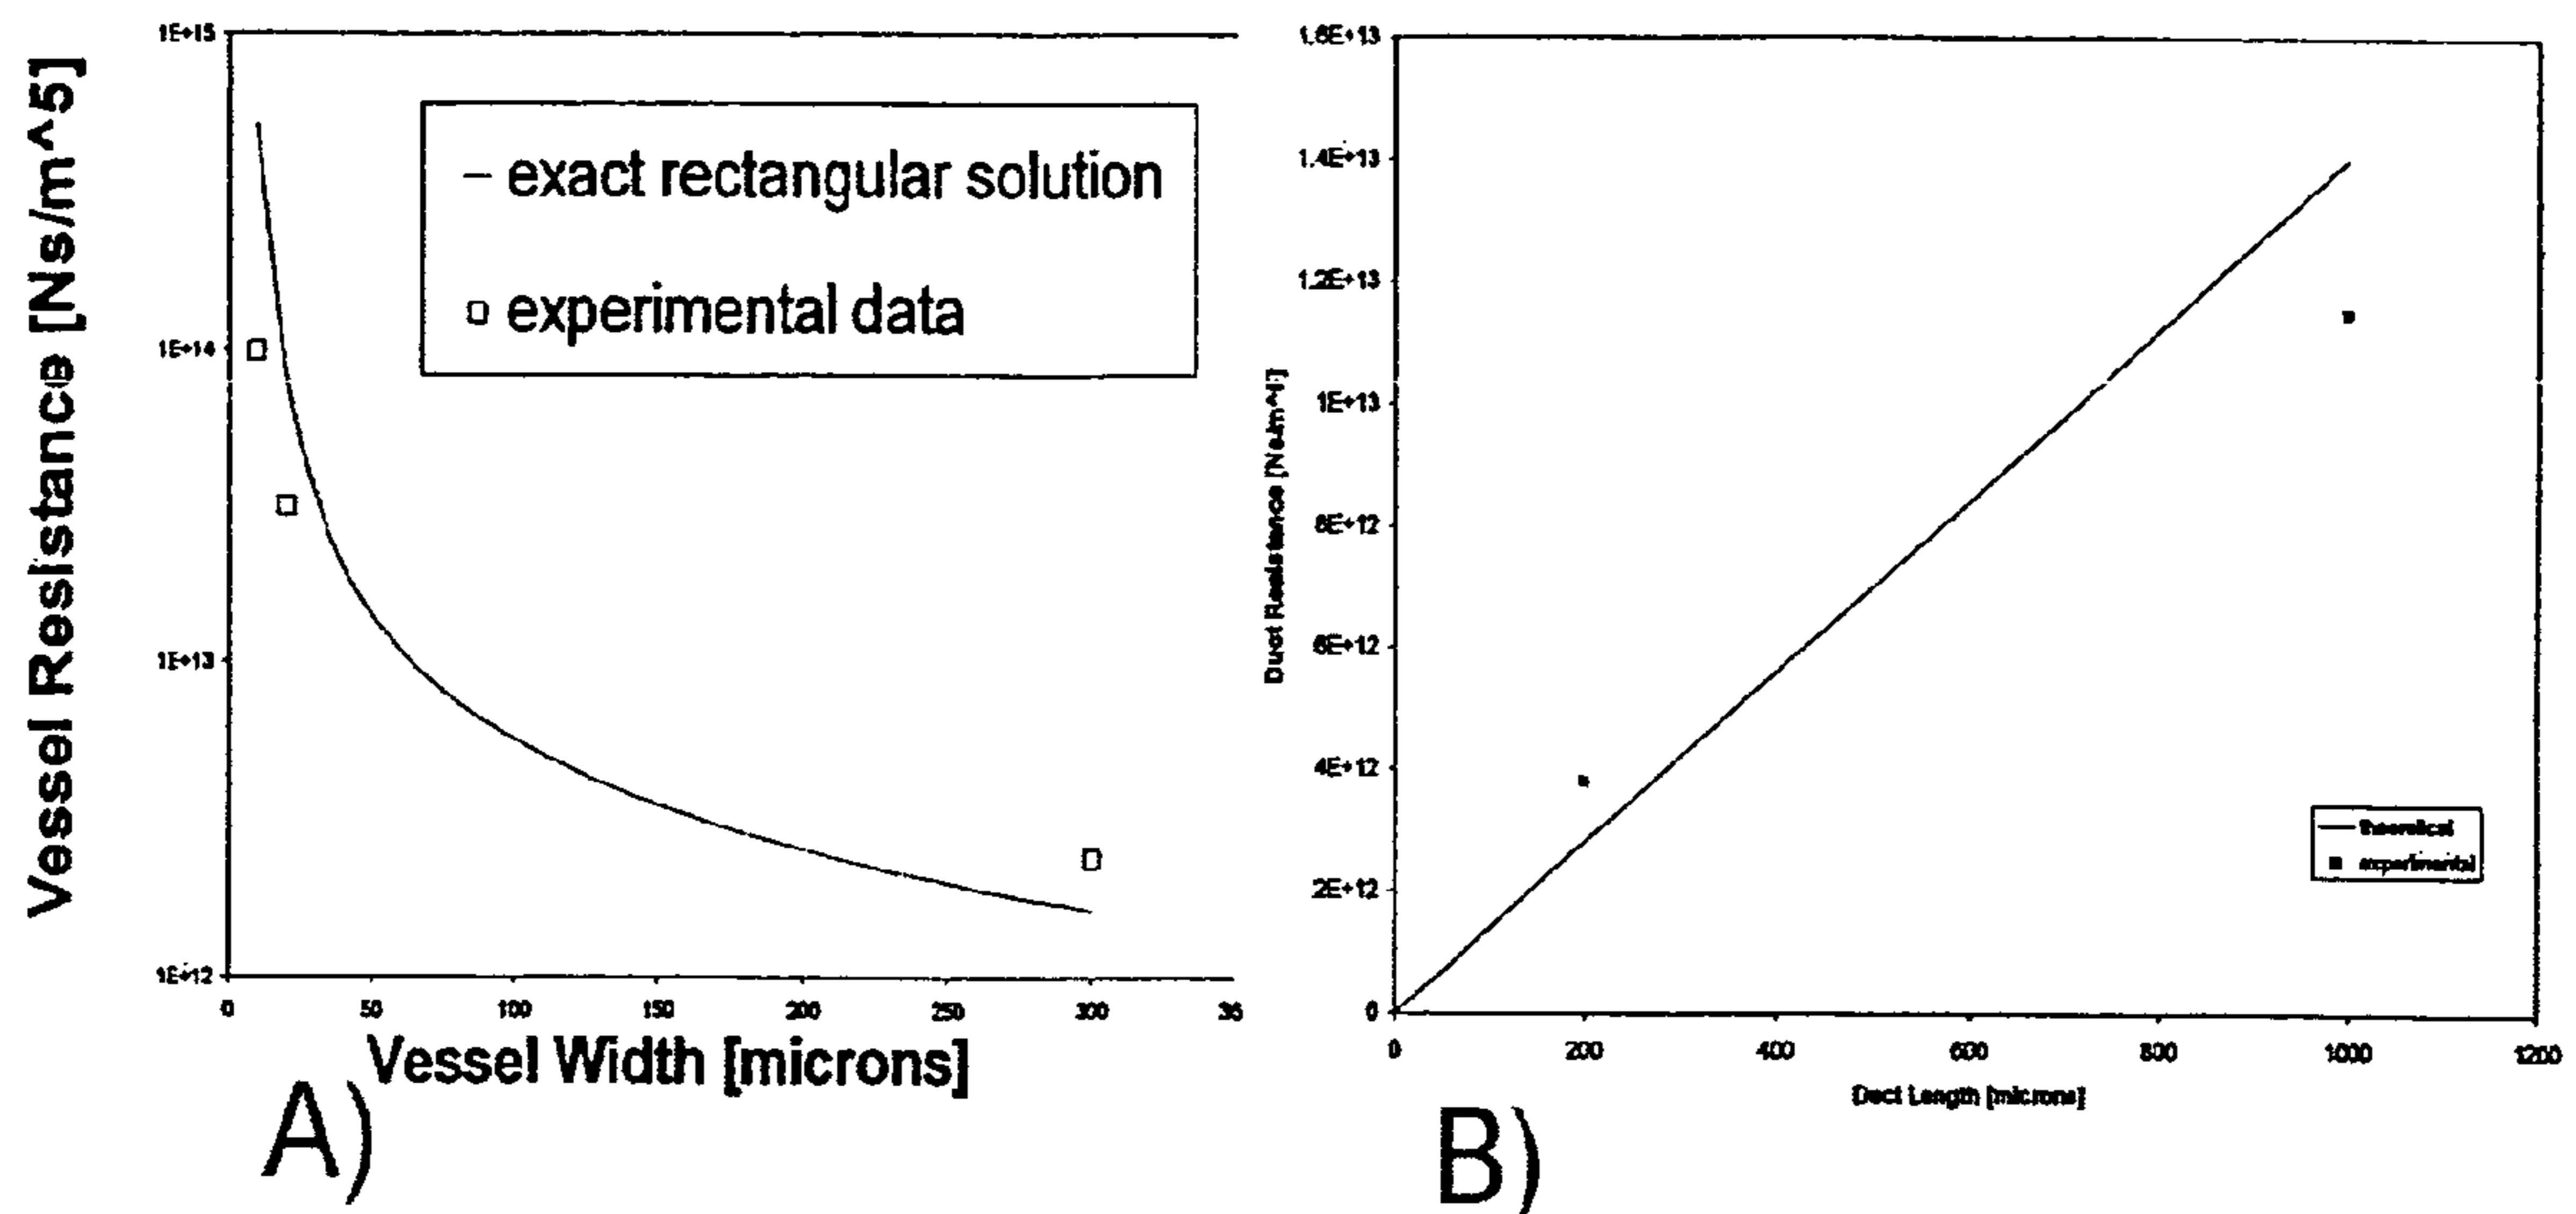 1E+15
1E+14
1E+13
1E+12
Vessel Resistance [Ns/m^5]
exact rectangular solution
experimental data
0 50 100 150 200 250 300 35
Vessel Width [microns]
A)
1.6E+13
1.4E+13
1.2E+13
1E+13
8E+12
6E+12
4E+12
2E+12
0
Duct Resistance
theoretical
experimental
0 200 400 600 800 1000 1200
Duct Length [microns]
B)